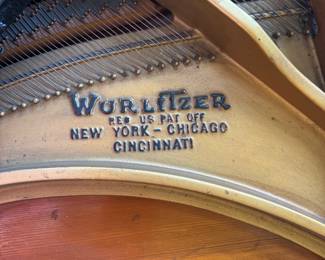 WURLITZER
REG US PAT OFF
NEW YORK - CHICAGO
CINCINNATI